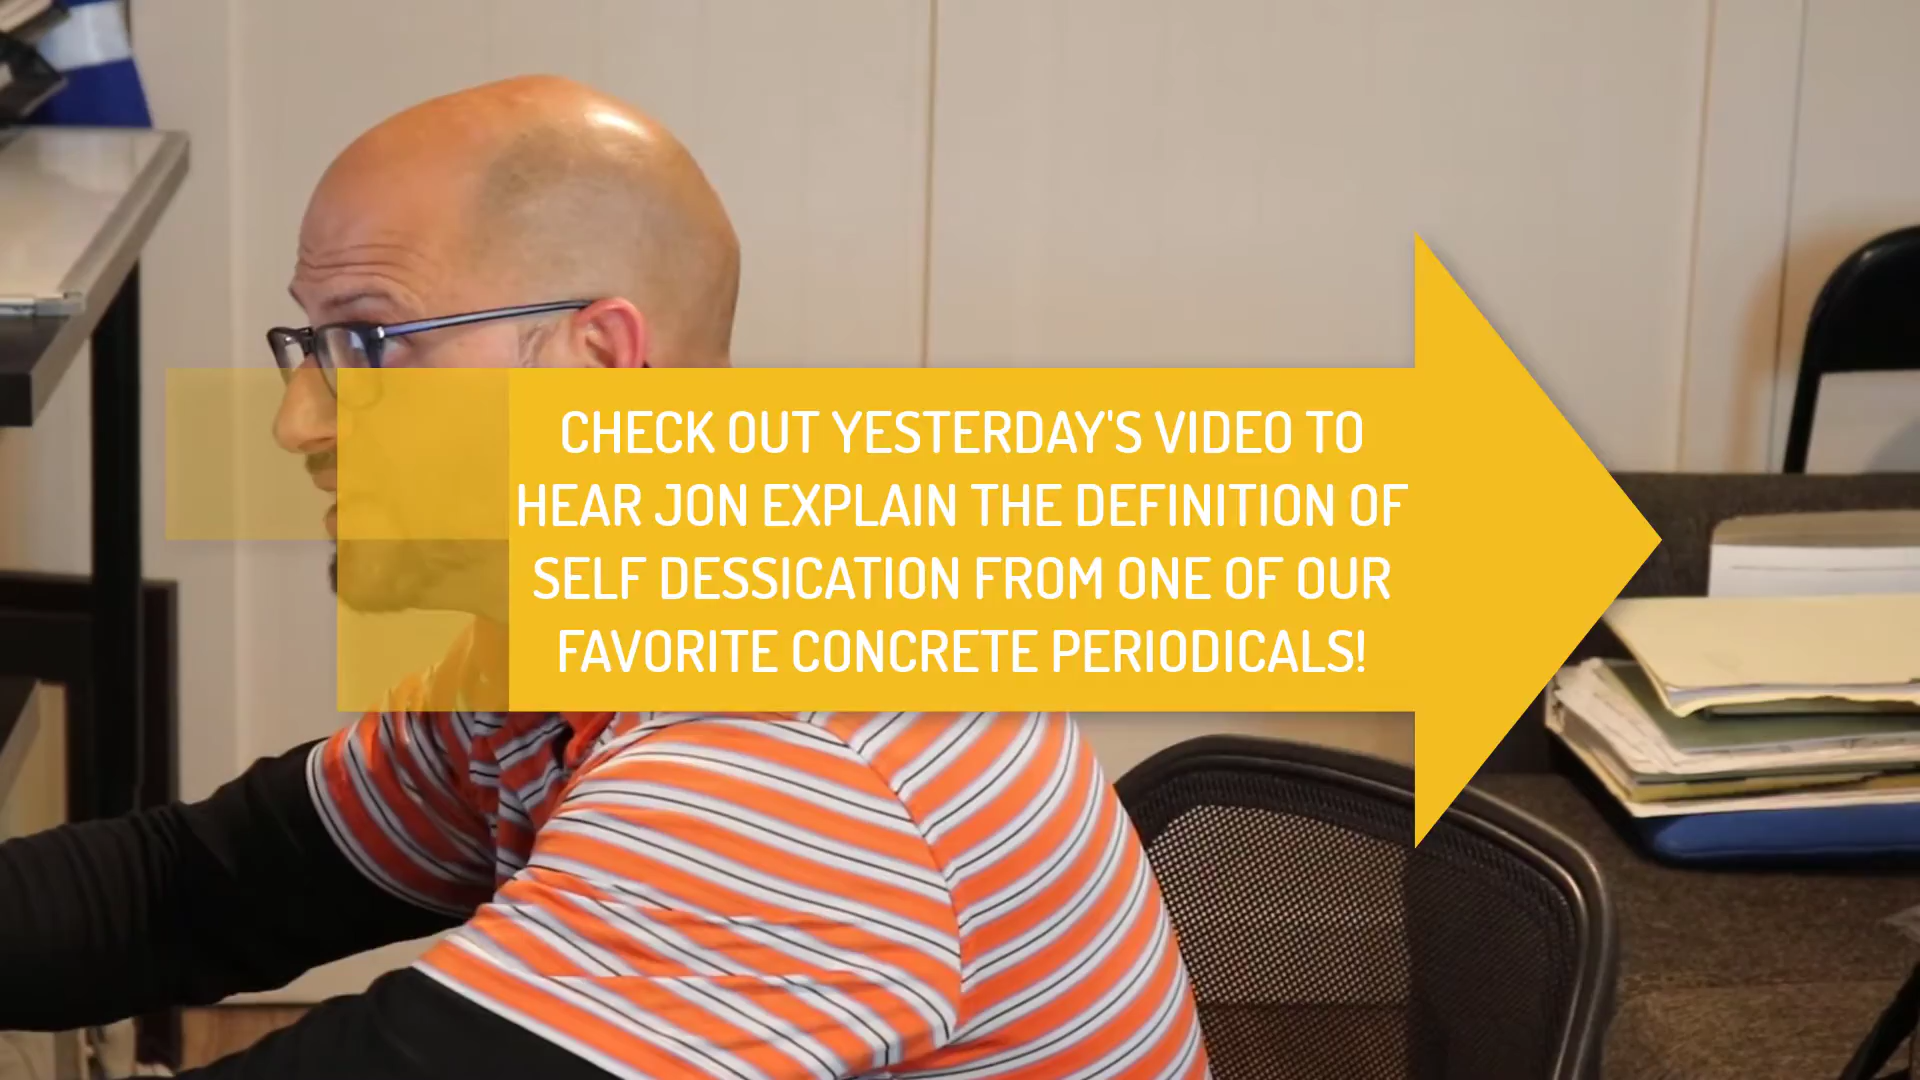 CHECK OUT YESTERDAY'S VIDEO TO
HEAR JON EXPLAIN THE DEFINITION OF
SELF DESSICATION FROM ONE OF OUR
FAVORITE CONCRETE PERIODICALS!